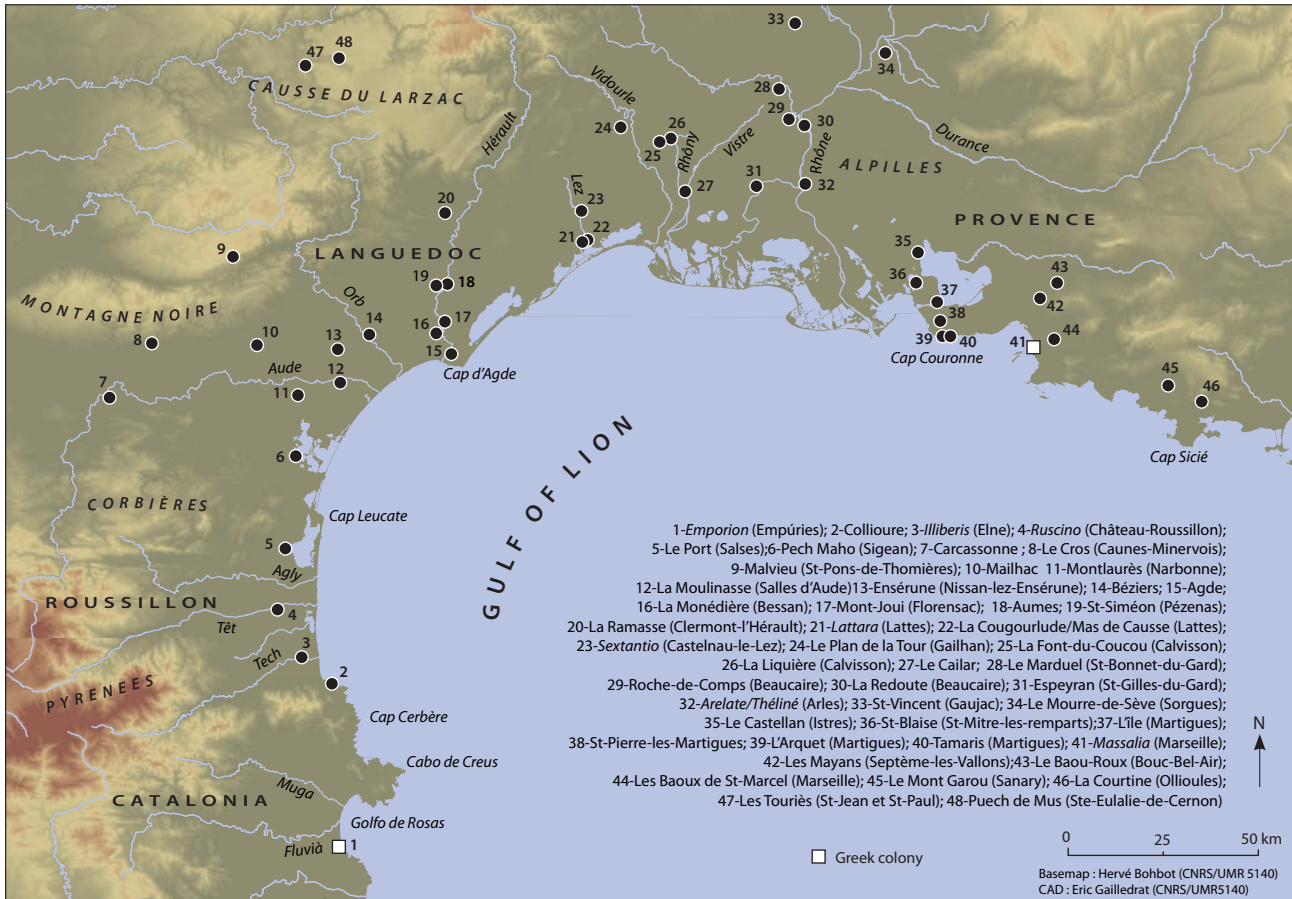 33
47
48
34
CAUSSE DU LARZAC
Vidourle
28
Hérault
24
26
29
30
25
Rhôny
Vistre
Rhône
Durance
ALPILLES
Lez
31
27
32
20
23
PROVENCE
9
LANGUEDOC
22
21
35
19
18
36
43
MONTAGNE NOIRE
Orb
37
42
8
10
13
14
16
17
38
44
15
39
40
41
Cap Couronne
Aude
12
Cap d'Agde
7
11
45
46
6
Cap Sicié
CORBIÈRES
Cap Leucate
GULF OF LION
5
Agly
ROUSSILLON
4
Têt
3
Tech
2
PYRENEES
Cap Cerbère
Cabo de Creus
Muga
CATALONIA
Golfo de Rosas
Fluvià
1
1-Emporion (Empúries); 2-Collioure; 3-Illiberis (Elne); 4-Ruscino (Château-Roussillon);
5-Le Port (Salses);6-Pech Maho (Sigean); 7-Carcassonne ; 8-Le Cros (Caunes-Minervois);
9-Malvieu (St-Pons-de-Thomières); 10-Mailhac 11-Montlaurès (Narbonne);
12-La Moulinasse (Salles d'Aude)13-Ensérune (Nissan-lez-Ensérune); 14-Béziers; 15-Agde;
16-La Monédière (Bessan); 17-Mont-Joui (Florensac); 18-Aumes; 19-St-Siméon (Pézenas);
20-La Ramasse (Clermont-l'Hérault); 21-Lattara (Lattes); 22-La Cougourlude/Mas de Causse (Lattes);
23-Sextantio (Castelnau-le-Lez); 24-Le Plan de la Tour (Gailhan); 25-La Font-du-Coucou (Calvisson);
26-La Liquière (Calvisson); 27-Le Cailar; 28-Le Marduel (St-Bonnet-du-Gard);
29-Roche-de-Comps (Beaucaire); 30-La Redoute (Beaucaire); 31-Espeyran (St-Gilles-du-Gard);
32-Arelate/Théliné (Arles); 33-St-Vincent (Gaujac); 34-Le Mourre-de-Sève (Sorgues);
35-Le Castellan (Istres); 36-St-Blaise (St-Mitre-les-remparts);37-L'île (Martigues);
38-St-Pierre-les-Martigues; 39-L'Arquet (Martigues); 40-Tamaris (Martigues); 41-Massalia (Marseille);
42-Les Mayans (Septème-les-Vallons);43-Le Baou-Roux (Bouc-Bel-Air);
44-Les Baoux de St-Marcel (Marseille); 45-Le Mont Garou (Sanary); 46-La Courtine (Ollioules);
47-Les Touriès (St-Jean et St-Paul); 48-Puech de Mus (Ste-Eulalie-de-Cernon)
N
Greek colony
0 25 50 km
Basemap : Hervé Bohbot (CNRS/UMR 5140)
CAD : Eric Gailledrat (CNRS/UMR5140)